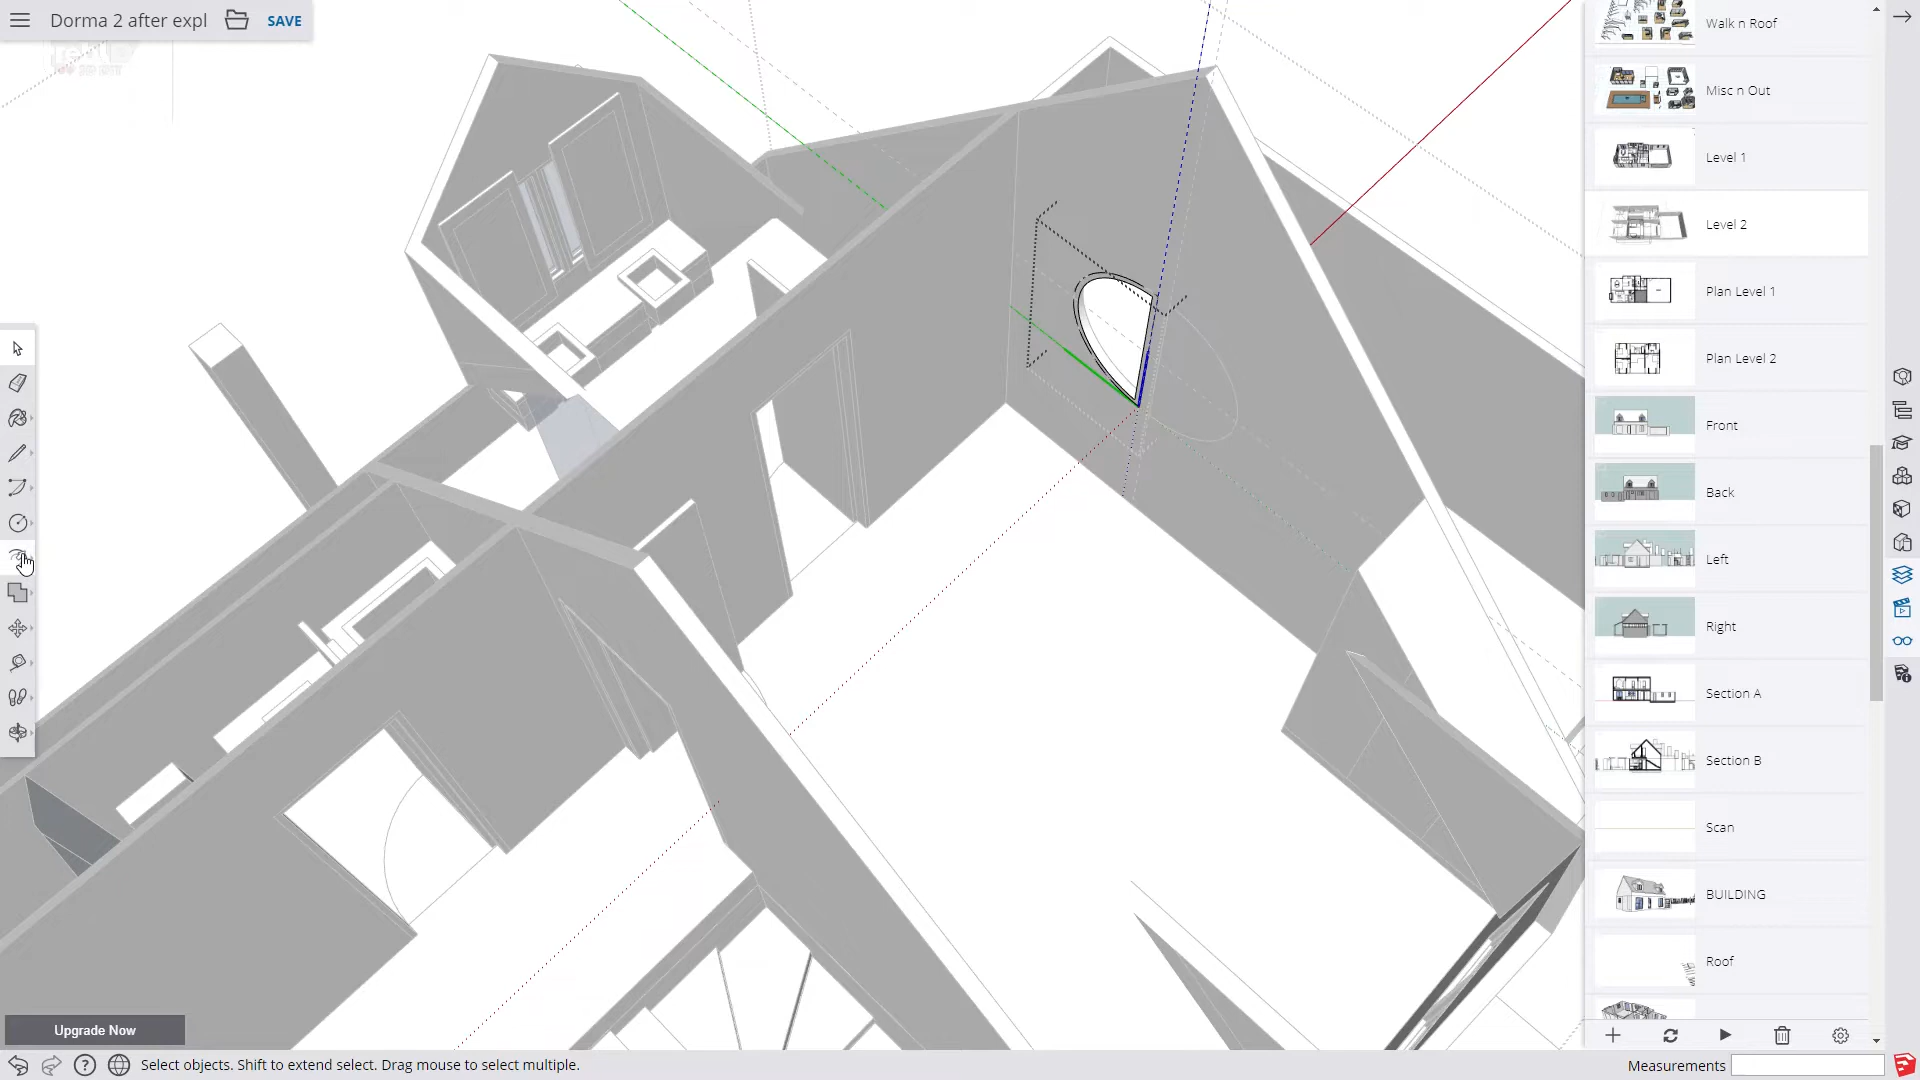 Dorma 2 after expl
SAVE
Walk n Roof
Misc n Out
Level 1
Level 2
Plan Level 1
Plan Level 2
Front
Back
Left
Right
Section A
Section B
Scan
BUILDING
Roof
Upgrade Now
Select objects. Shift to extend select. Drag mouse to select multiple.
Measurements